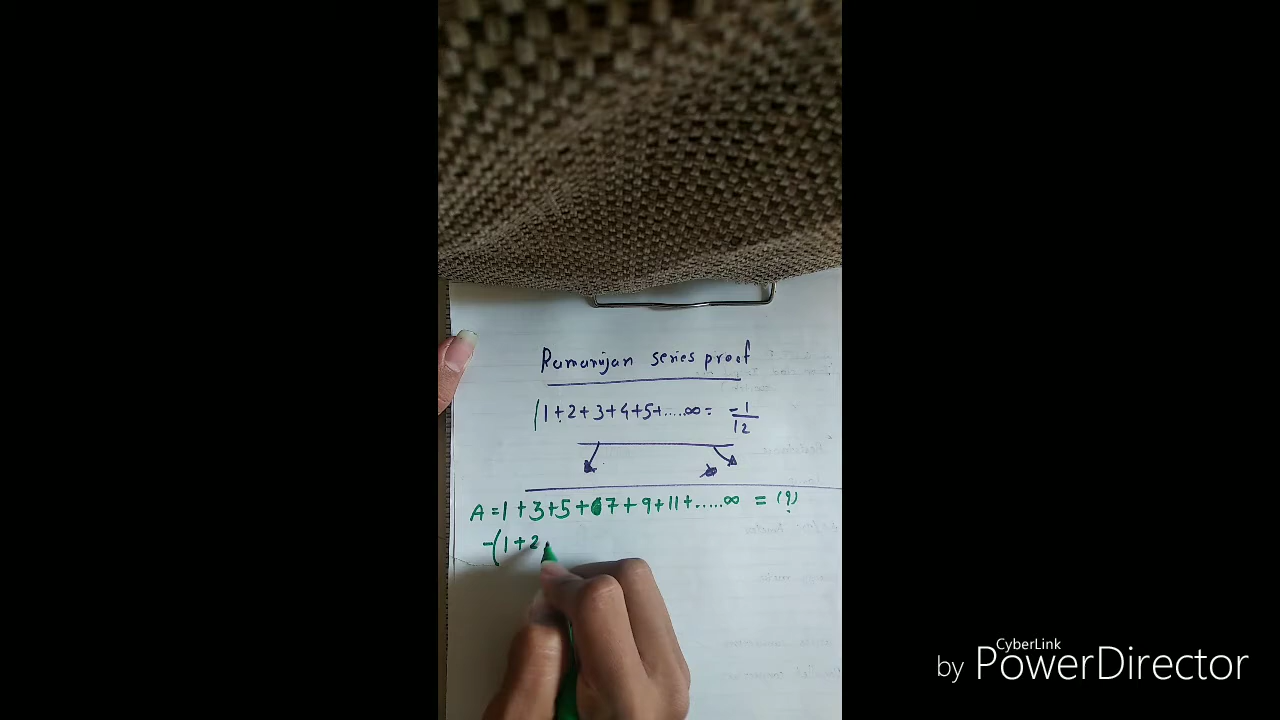 Ramanujan series proof
(1+2+3+4+5+....∞ = -1/12
A = 1+3+5+7+9+11+.....∞ = (?)
-(1+2
CyberLink
by PowerDirector